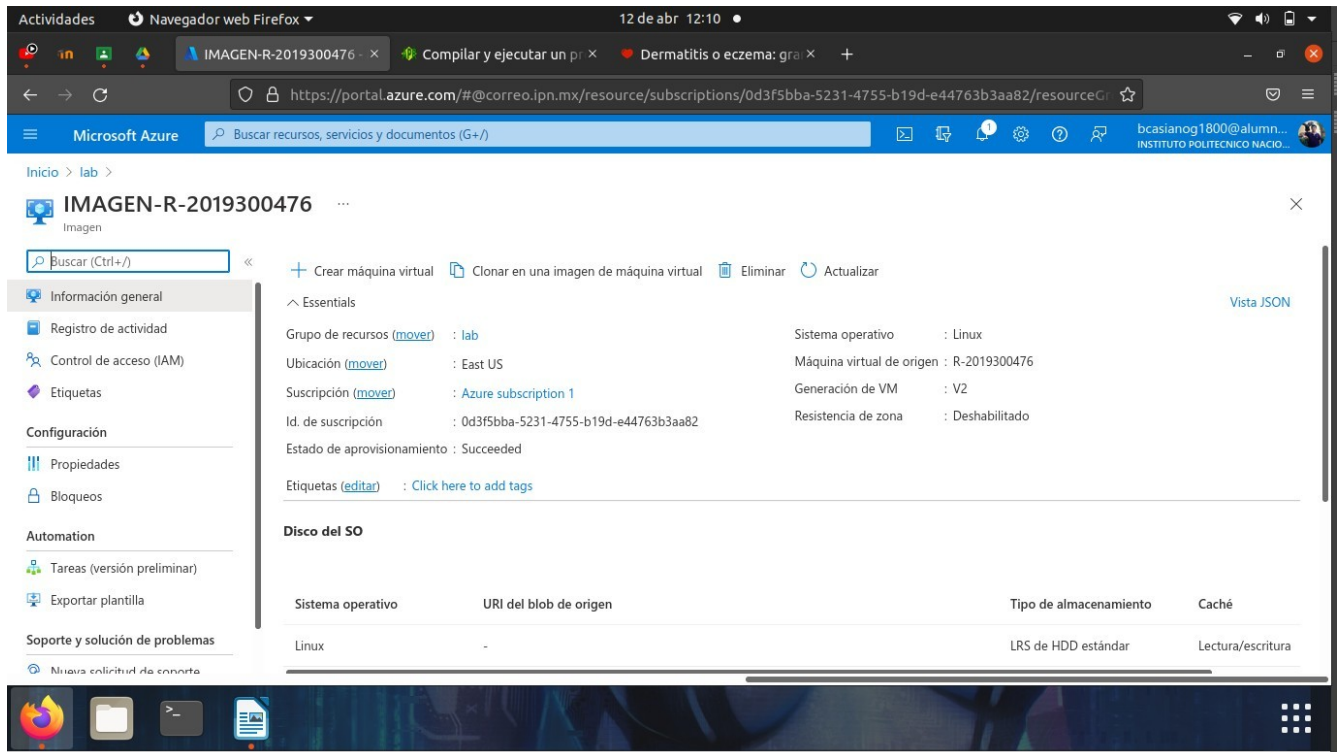 Actividades Navegador web Firefox 12 de abr 12:10
IMAGEN-R-2019300476 - Compilar y ejecutar un pr Dermatitis o eczema: gra
https://portal.azure.com/#@correo.ipn.mx/resource/subscriptions/0d3f5bba-5231-4755-b19d-e44763b3aa82/resourceGr
Microsoft Azure Buscar recursos, servicios y documentos (G+/) 1 bcasianog1800@alumn...
INSTITUTO POLITECNICO NACIO...
Inicio > lab >
IMAGEN-R-2019300476 ...
Imagen
Buscar (Ctrl+/) «
Información general
Registro de actividad
Control de acceso (IAM)
Etiquetas
Configuración
Propiedades
Bloqueos
Automation
Tareas (versión preliminar)
Exportar plantilla
Soporte y solución de problemas
Nueva solicitud de soporte
Crear máquina virtual Clonar en una imagen de máquina virtual Eliminar Actualizar
Essentials Vista JSON
Grupo de recursos (mover) : lab
Ubicación (mover) : East US
Suscripción (mover) : Azure subscription 1
Id. de suscripción : 0d3f5bba-5231-4755-b19d-e44763b3aa82
Estado de aprovisionamiento : Succeeded
Sistema operativo : Linux
Máquina virtual de origen : R-2019300476
Generación de VM : V2
Resistencia de zona : Deshabilitado
Etiquetas (editar) : Click here to add tags
Disco del SO
Sistema operativo URI del blob de origen Tipo de almacenamiento Caché
Linux - LRS de HDD estándar Lectura/escritura